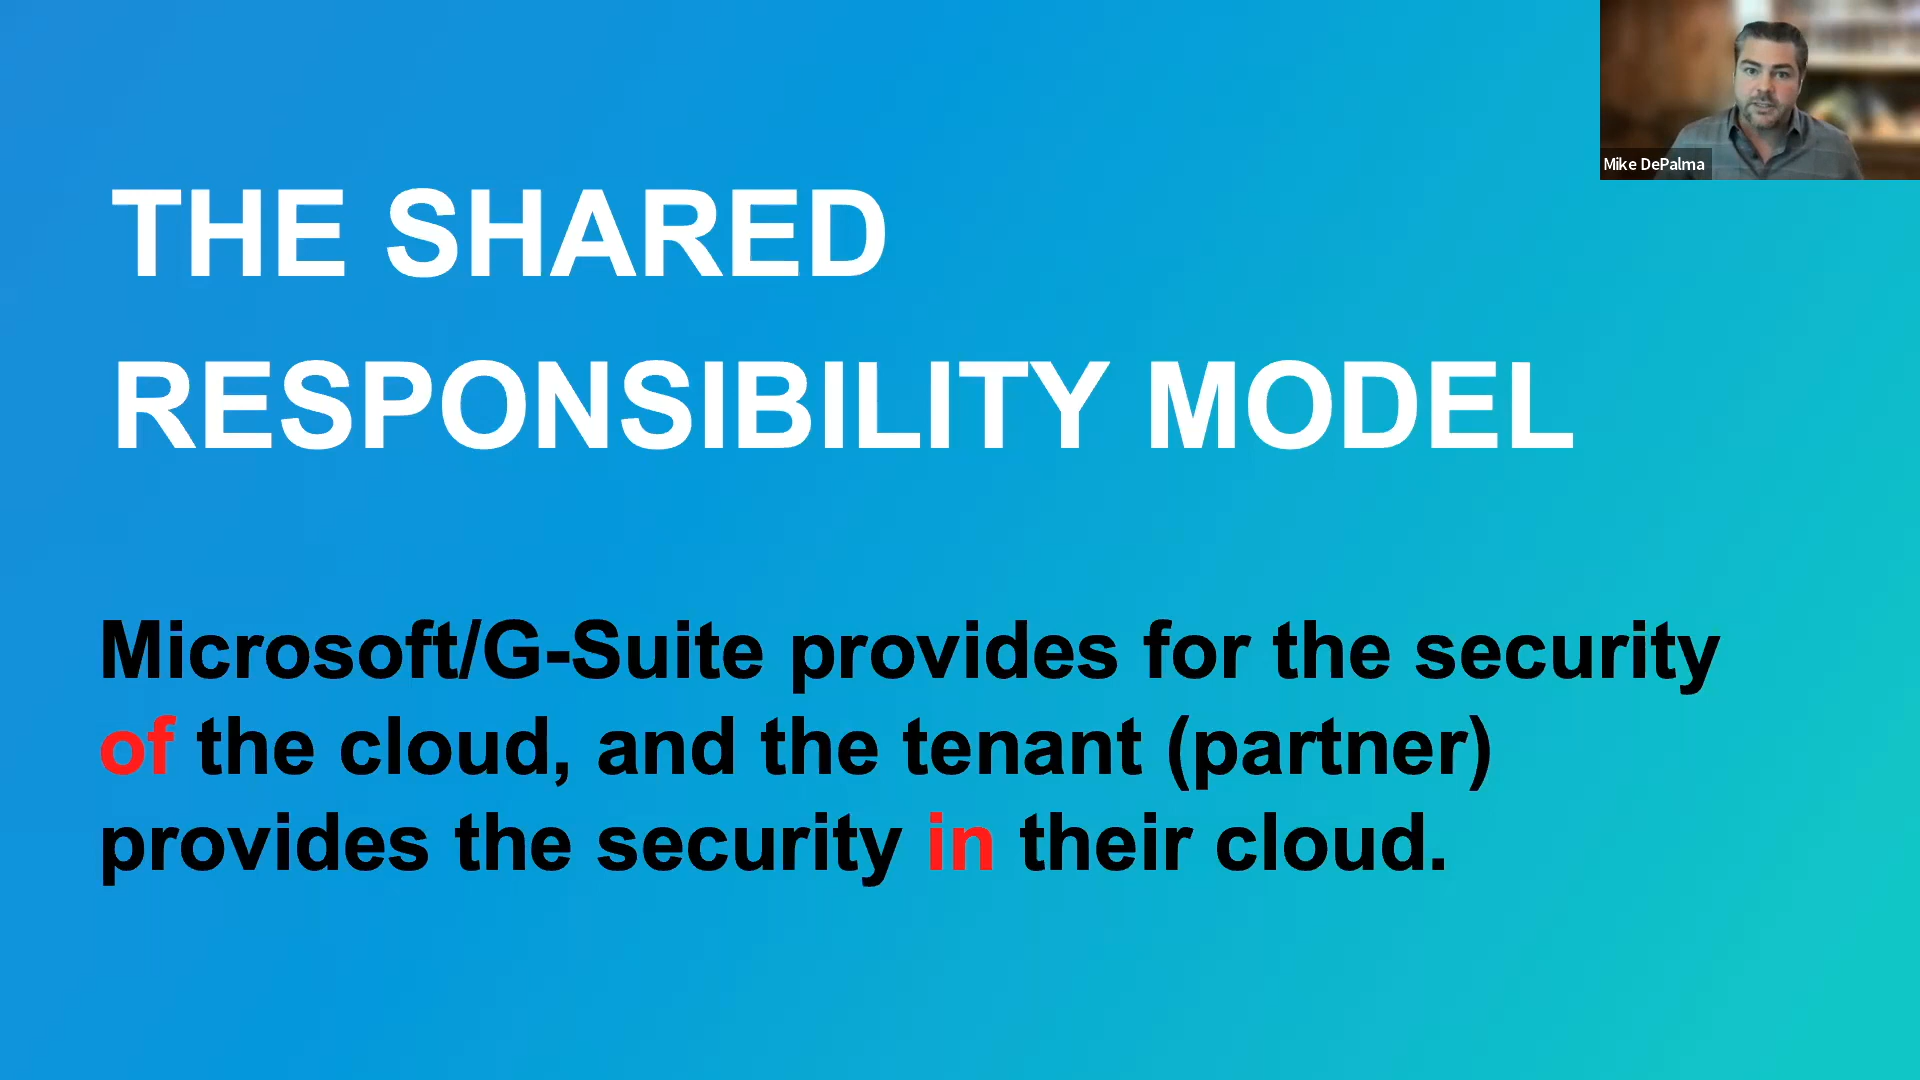 Mike DePalma
THE SHARED
RESPONSIBILITY MODEL
Microsoft/G-Suite provides for the security
of the cloud, and the tenant (partner)
provides the security in their cloud.